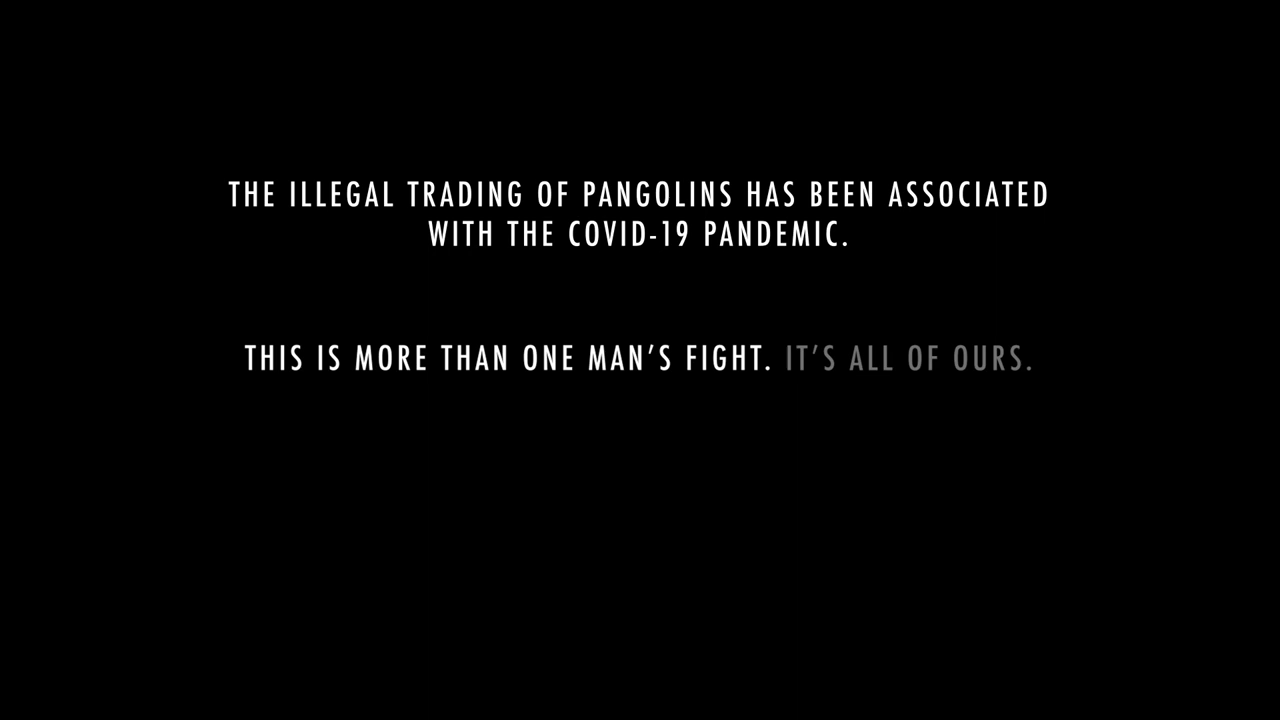 THE ILLEGAL TRADING OF PANGOLINS HAS BEEN ASSOCIATED
WITH THE COVID-19 PANDEMIC.
THIS IS MORE THAN ONE MAN’S FIGHT. IT’S ALL OF OURS.